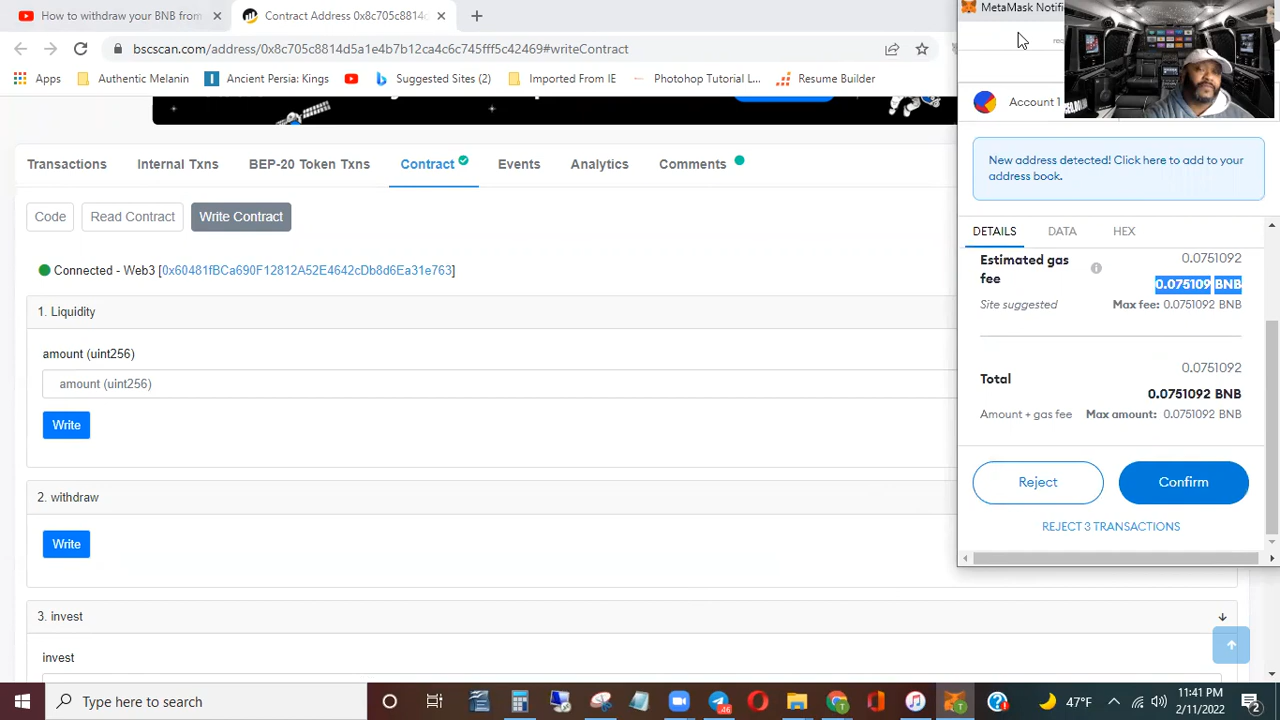 How to withdraw your BNB from
Contract Address 0x8c705c8814
MetaMask Notifi
bscscan.com/address/0x8c705c8814d5a1e4b7b12ca4c6c145ff5c42469#writeContract
Apps
Authentic Melanin
Ancient Persia: Kings
Suggested Sites (2)
Imported From IE
Photohop Tutorial L...
Resume Builder
Account 1
New address detected! Click here to add to your
address book.
Transactions
Internal Txns
BEP-20 Token Txns
Contract
Events
Analytics
Comments
Code
Read Contract
Write Contract
DETAILS
DATA
HEX
Estimated gas
fee
0.0751092
0.075109 BNB
Site suggested
Max fee: 0.0751092 BNB
Connected - Web3 [0x60481fBCa690F12812A52E4642cDb8d6Ea31e763]
1. Liquidity
amount (uint256)
amount (uint256)
Write
Total
0.0751092
0.0751092 BNB
Amount + gas fee
Max amount: 0.0751092 BNB
Reject
Confirm
REJECT 3 TRANSACTIONS
2. withdraw
Write
3. invest
invest
Type here to search
46
47°F
11:41 PM
2/11/2022
2